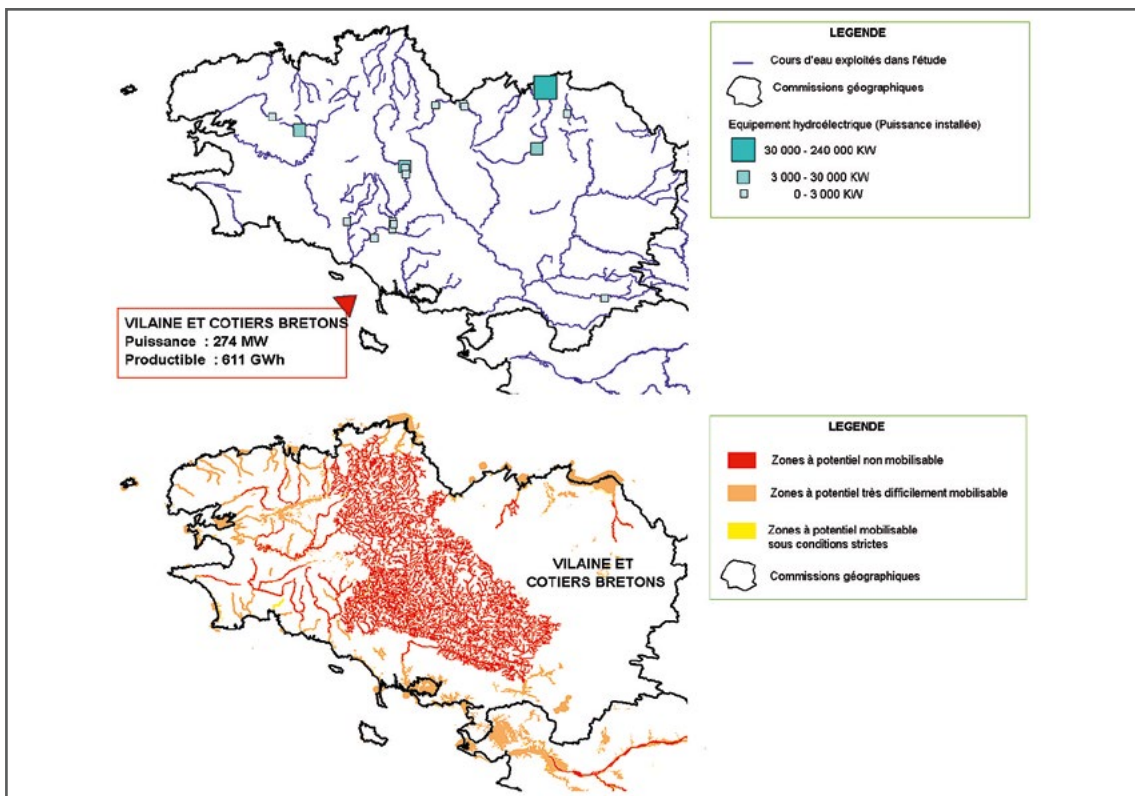 LEGENDE
Cours d'eau exploités dans l'étude
Commissions géographiques
Equipement hydroélectrique (Puissance installée)
30 000 - 240 000 KW
3 000 - 30 000 KW
0 - 3 000 KW
VILAINE ET COTIERS BRETONS
Puissance : 274 MW
Productible : 611 GWh
LEGENDE
Zones à potentiel non mobilisable
Zones à potentiel très difficilement mobilisable
Zones à potentiel mobilisable
sous conditions strictes
Commissions géographiques
VILAINE ET
COTIERS BRETONS